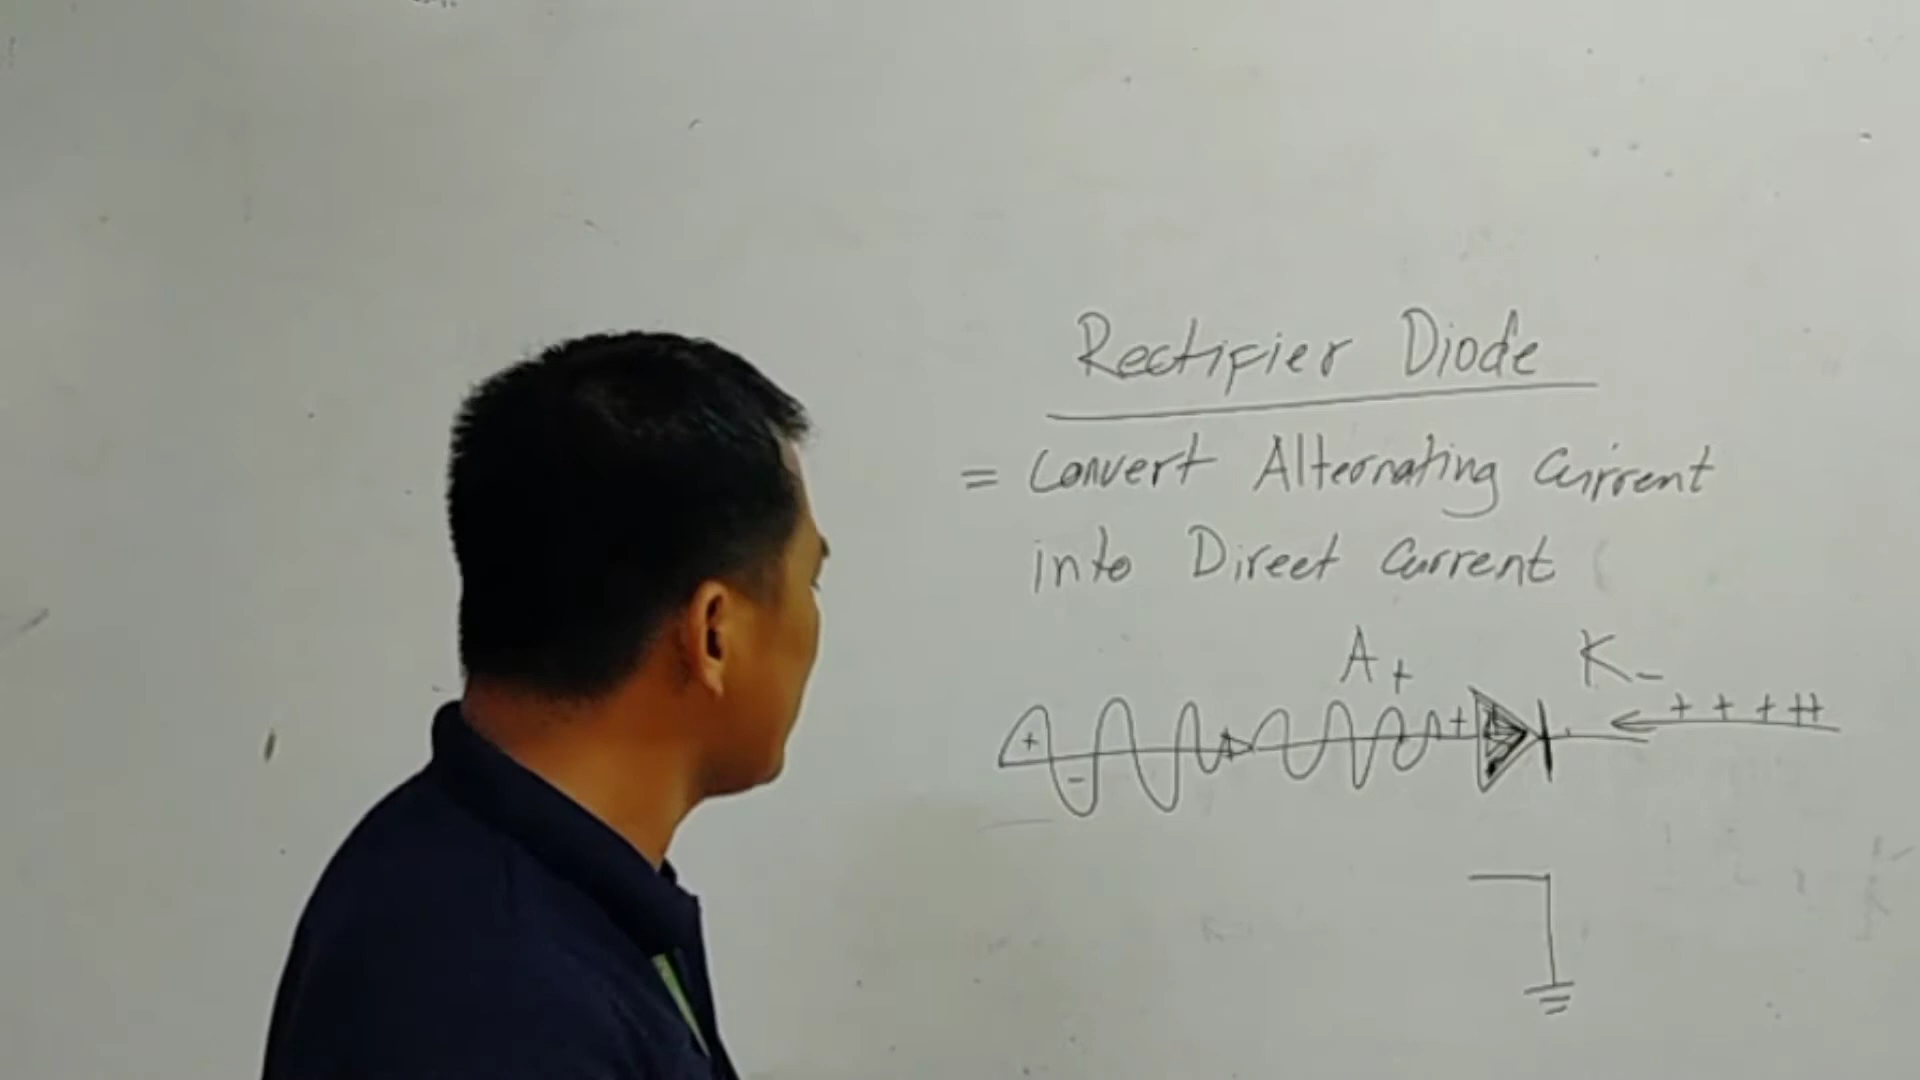 Rectifier Diode
= Convert Alternating Current
into Direct Current
A+ K-
+ - + + + + ++